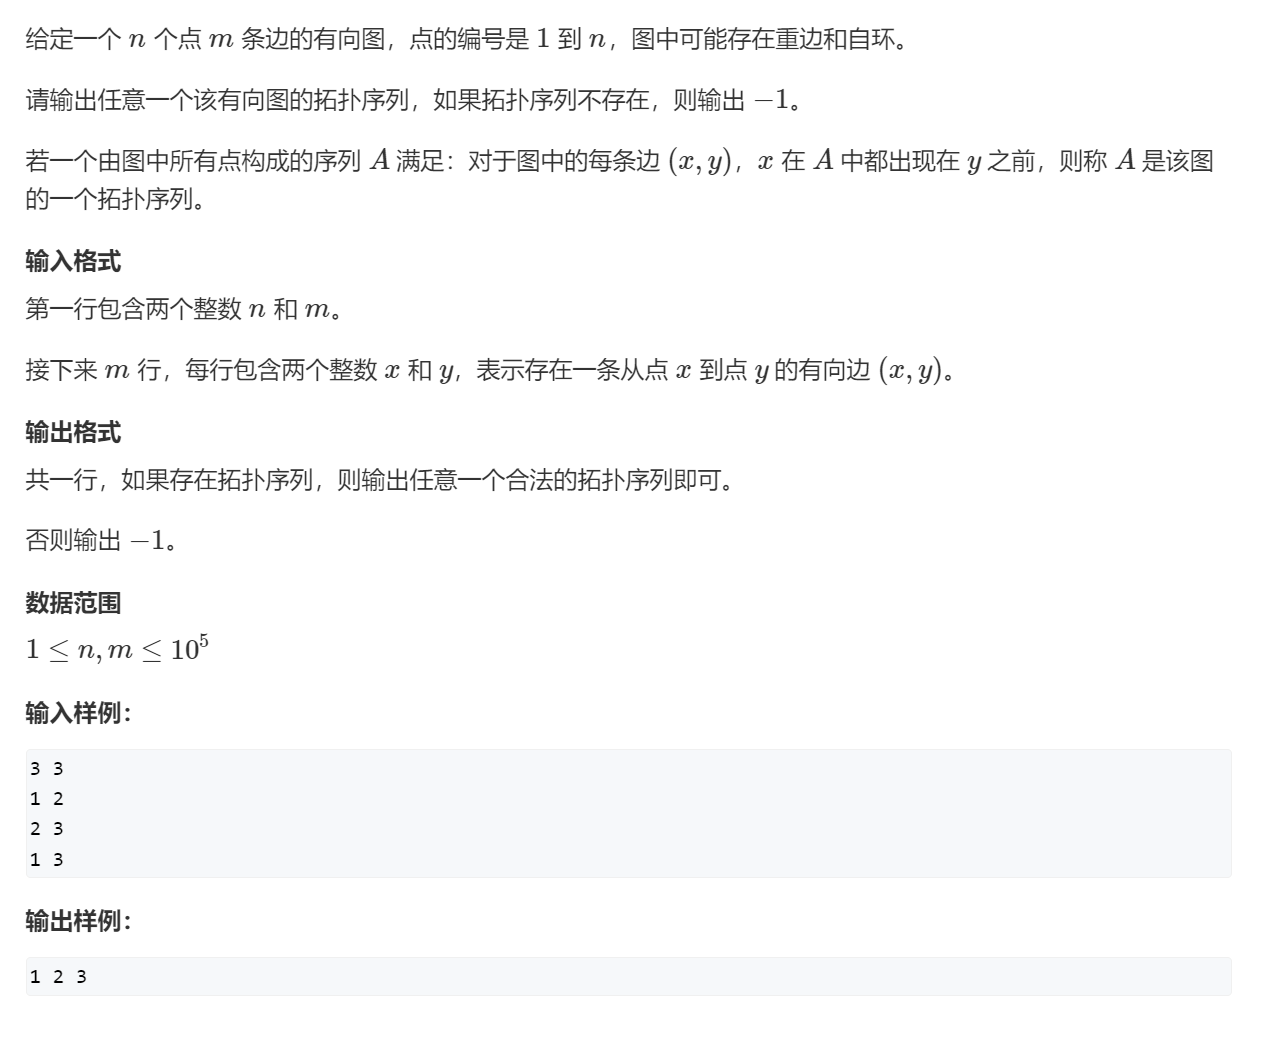 给定一个 n 个点 m 条边的有向图，点的编号是 1 到 n，图中可能存在重边和自环。
请输出任意一个该有向图的拓扑序列，如果拓扑序列不存在，则输出 −1。
若一个由图中所有点构成的序列 A 满足：对于图中的每条边 (x, y)，x 在 A 中都出现在 y 之前，则称 A 是该图
的一个拓扑序列。
输入格式
第一行包含两个整数 n 和 m。
接下来 m 行，每行包含两个整数 x 和 y，表示存在一条从点 x 到点 y 的有向边 (x, y)。
输出格式
共一行，如果存在拓扑序列，则输出任意一个合法的拓扑序列即可。
否则输出 −1。
数据范围
1 ≤ n, m ≤ 10⁵
输入样例：
3 3
1 2
2 3
1 3
输出样例：
1 2 3